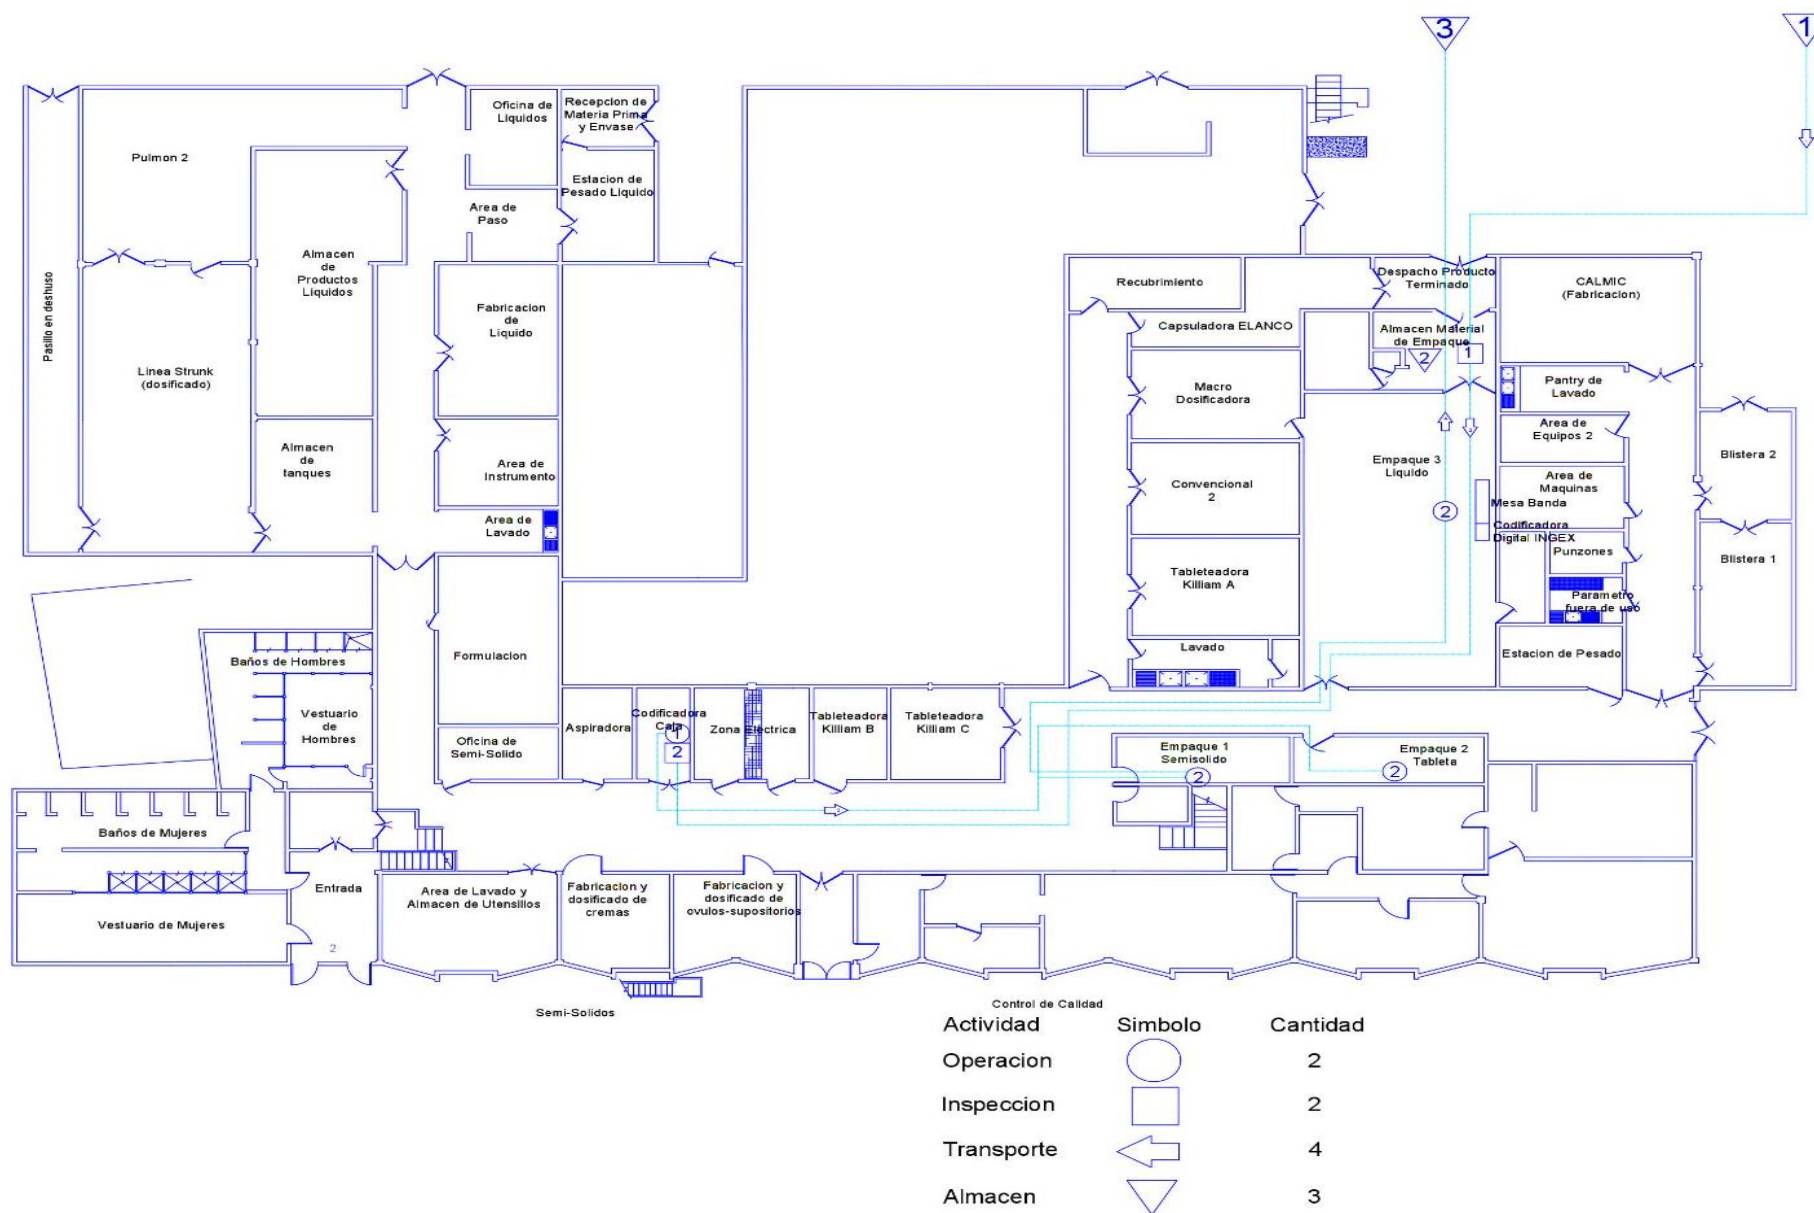 3
1
Oficina de
Liquidos
Recepcion de
Materia Prima
y Envase
Pulmon 2
Estacion de
Pesado Liquido
Area de
Paso
Almacen
de
Productos
Liquidos
Pasillo en deshuso
Fabricacion
de
Liquido
Linea Strunk
(dosificado)
Almacen
de
tanques
Area de
Instrumento
Area de
Lavado
Recubrimiento
Despacho Producto
Terminado
CALMIC
(Fabricacion)
Capsuladora ELANCO
Almacen Material
de Empaque
2
1
Macro
Dosificadora
Pantry de
Lavado
Area de
Equipos 2
Empaque 3
Liquido
Blistera 2
Convencional
2
Area de
Maquinas
Mesa Banda
2
Codificadora
Digital INGEX
Punzones
Blistera 1
Tableteadora
Killiam A
Parametro
fuera de uso
Lavado
Estacion de Pesado
Formulacion
Baños de Hombres
Vestuario
de
Hombres
Oficina de
Semi-Solido
Aspiradora
Codificadora
Caja
1
2
Zona Electrica
Tableteadora
Killiam B
Tableteadora
Killiam C
Empaque 1
Semisolido
2
Empaque 2
Tableta
2
Baños de Mujeres
Entrada
Vestuario de Mujeres
2
Area de Lavado y
Almacen de Utensilios
Fabricacion y
dosificado de
cremas
Fabricacion y
dosificado de
ovulos-supositorios
Semi-Solidos
Control de Calidad
Actividad Simbolo Cantidad
Operacion 2
Inspeccion 2
Transporte 4
Almacen 3